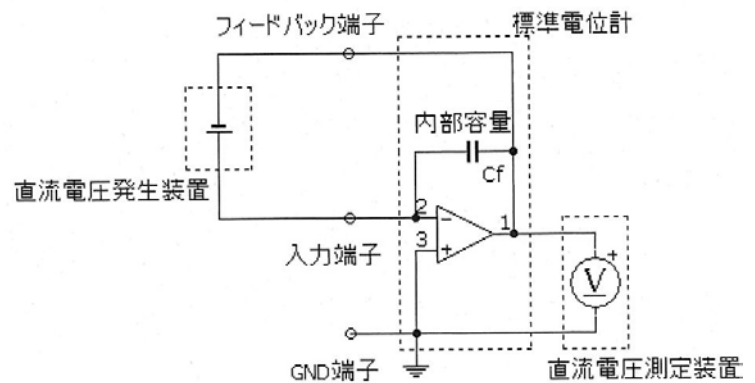 フィードバック端子
標準電位計
内部容量
Cf
直流電圧発生装置
2
1
3
入力端子
V
GND端子
直流電圧測定装置